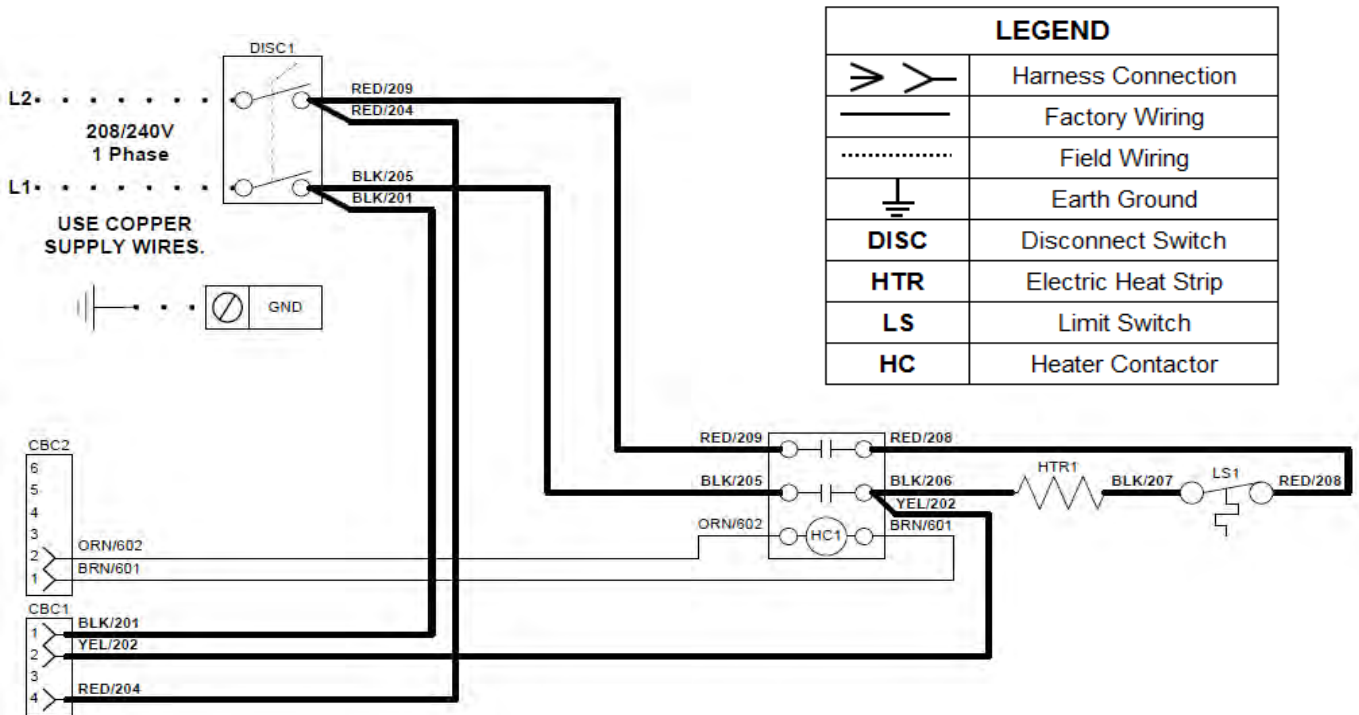 DISC1
L2
RED/209
RED/204
208/240V
1 Phase
L1
BLK/205
BLK/201
USE COPPER
SUPPLY WIRES.
GND
LEGEND
Harness Connection
Factory Wiring
Field Wiring
Earth Ground
DISC Disconnect Switch
HTR Electric Heat Strip
LS Limit Switch
HC Heater Contactor
RED/209
RED/208
BLK/205
BLK/206
YEL/202
ORN/602
HC1
BRN/601
HTR1
BLK/207
LS1
RED/208
CBC2
6
5
4
3
2 ORN/602
1 BRN/601
CBC1
1 BLK/201
2 YEL/202
3
4 RED/204